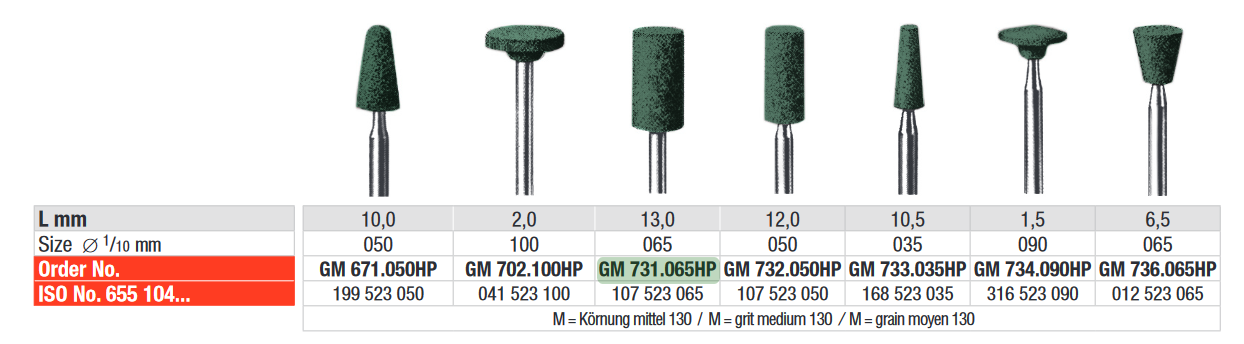 L mm 10,0 2,0 13,0 12,0 10,5 1,5 6,5
Size ∅ 1/10 mm 050 100 065 050 035 090 065
Order No. GM 671.050HP GM 702.100HP GM 731.065HP GM 732.050HP GM 733.035HP GM 734.090HP GM 736.065HP
ISO No. 655 104... 199 523 050 041 523 100 107 523 065 107 523 050 168 523 035 316 523 090 012 523 065
M = Körnung mittel 130 / M = grit medium 130 / M = grain moyen 130